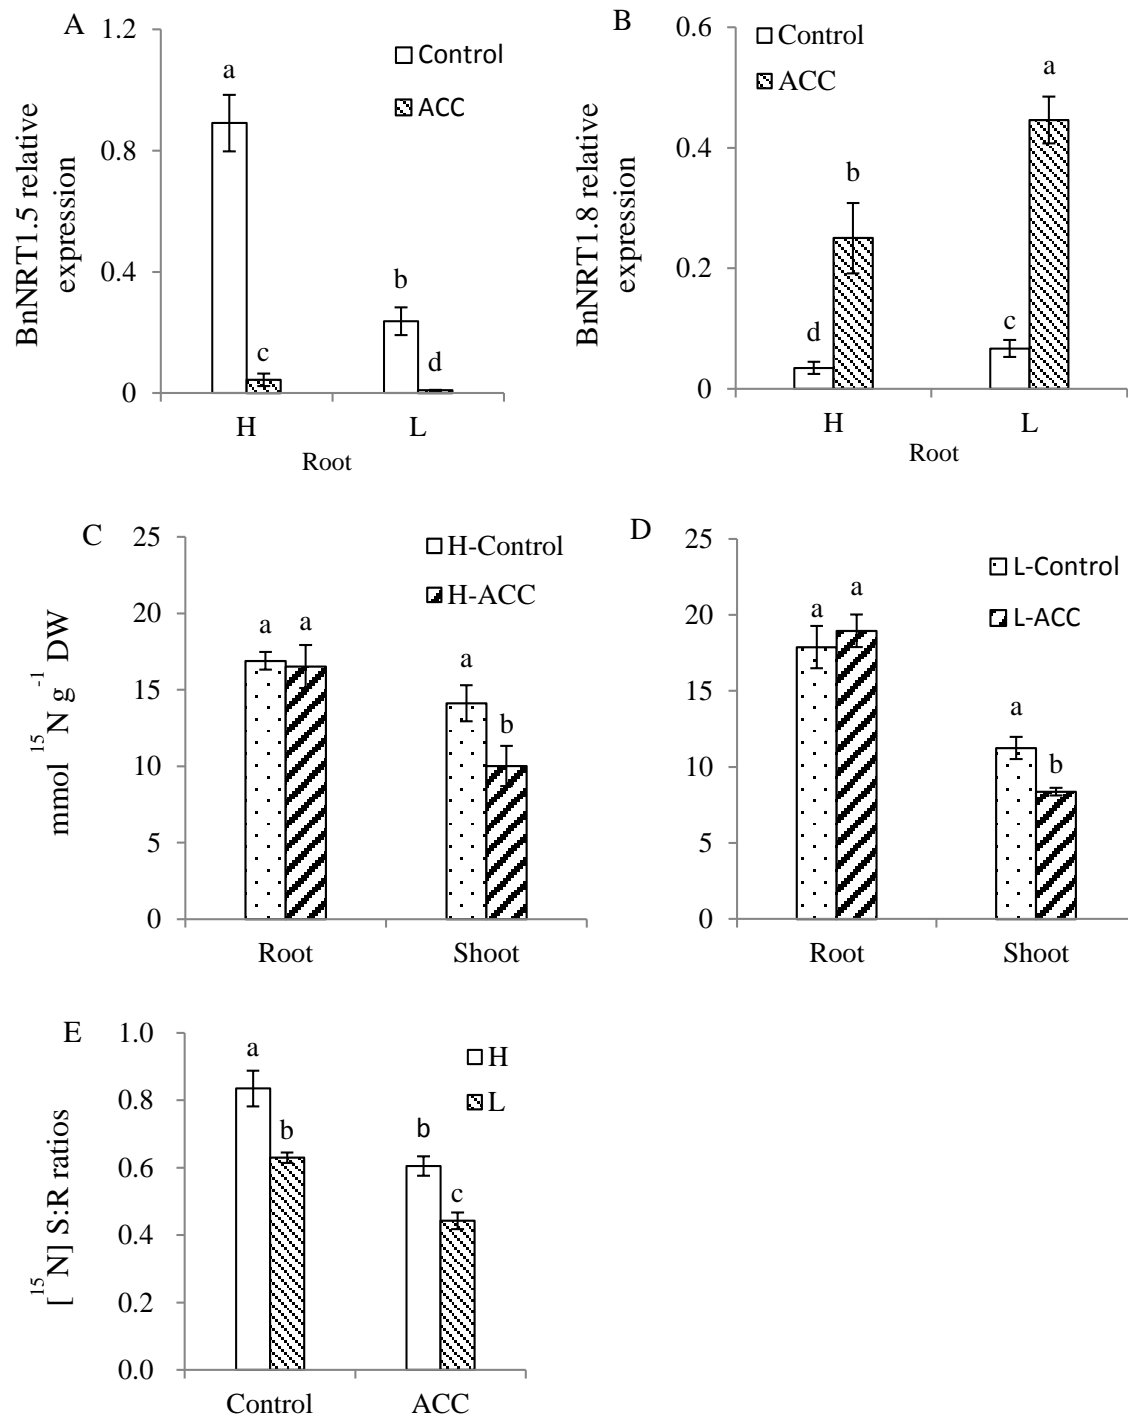 A
1.2
0.8
0.4
0
BnNRT1.5 relative
expression
Control
ACC
a
c
b
d
H
L
Root
B
0.6
0.4
0.2
0
BnNRT1.8 relative
expression
Control
ACC
d
b
c
a
H
L
Root
C
25
20
15
10
5
0
mmol ¹⁵N g⁻¹ DW
H-Control
H-ACC
a
a
a
b
Root
Shoot
D
25
20
15
10
5
0
L-Control
L-ACC
a
a
a
b
Root
Shoot
E
1.0
0.8
0.6
0.4
0.2
0.0
[¹⁵N] S:R ratios
H
L
a
b
b
c
Control
ACC